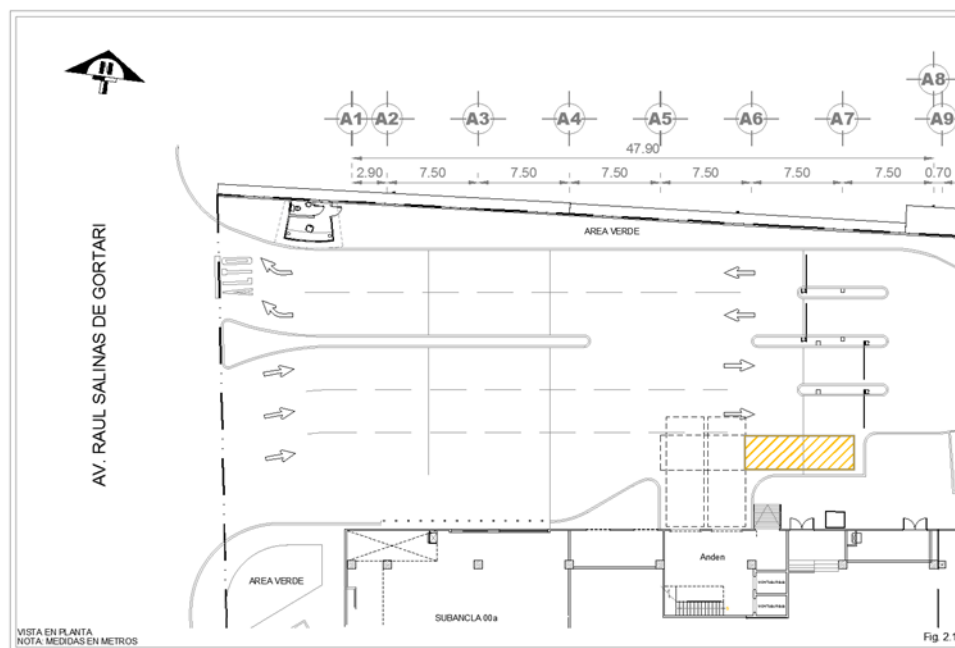 N
A8
A1 A2 A3 A4 A5 A6 A7 A9
47.90
2.90 7.50 7.50 7.50 7.50 7.50 7.50 0.70
AREA VERDE
AV. RAUL SALINAS DE GORTARI
Anden
AREA VERDE
SUBANCLA 00a
VISTA EN PLANTA
NOTA: MEDIDAS EN METROS
Fig. 2.1